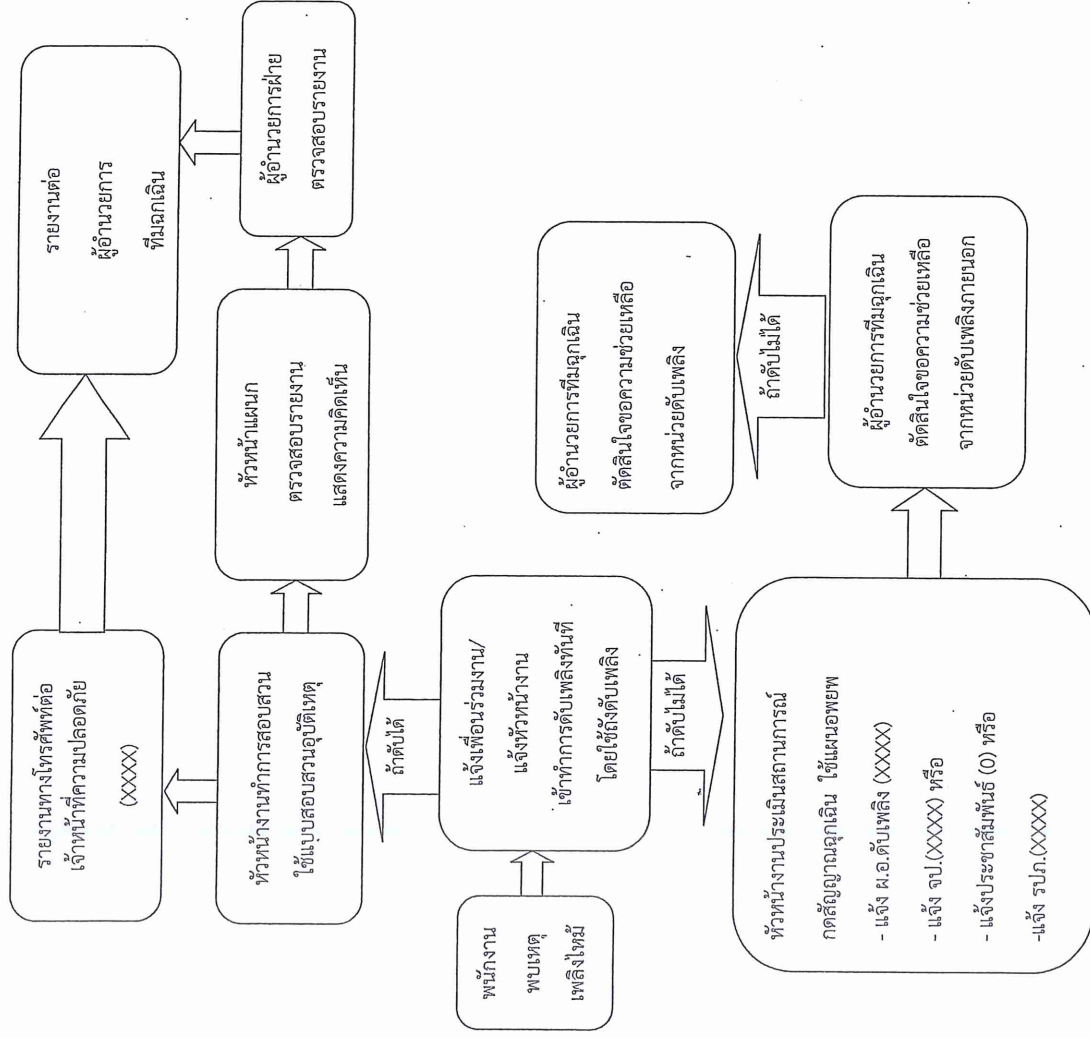 พนักงาน
พบเหตุ
เพลิงไหม้
แจ้งเพื่อนร่วมงาน/
แจ้งหัวหน้างาน
เข้าทำการดับเพลิงทันที
โดยใช้ถังดับเพลิง
ถ้าดับได้
หัวหน้างานทำการสอบสวน
ใช้แบบสอบสวนอุบัติเหตุ
รายงานทางโทรศัพท์ต่อ
เจ้าหน้าที่ความปลอดภัย
(XXXX)
หัวหน้าแผนก
ตรวจสอบรายงาน
แสดงความคิดเห็น
ผู้อำนวยการฝ่าย
ตรวจสอบรายงาน
รายงานต่อ
ผู้อำนวยการ
ทีมฉุกเฉิน
ถ้าดับไม่ได้
หัวหน้างานประเมินสถานการณ์
กดสัญญาณฉุกเฉิน ใช้แผนอพยพ
- แจ้ง ผ.อ.ดับเพลิง (XXXX)
- แจ้ง จป.(XXXX) หรือ
- แจ้งประชาสัมพันธ์ (0) หรือ
-แจ้ง รปภ.(XXXX)
ผู้อำนวยการทีมฉุกเฉิน
ตัดสินใจขอความช่วยเหลือ
จากหน่วยดับเพลิงภายนอก
ถ้าดับไม่ได้
ผู้อำนวยการทีมฉุกเฉิน
ตัดสินใจขอความช่วยเหลือ
จากหน่วยดับเพลิง